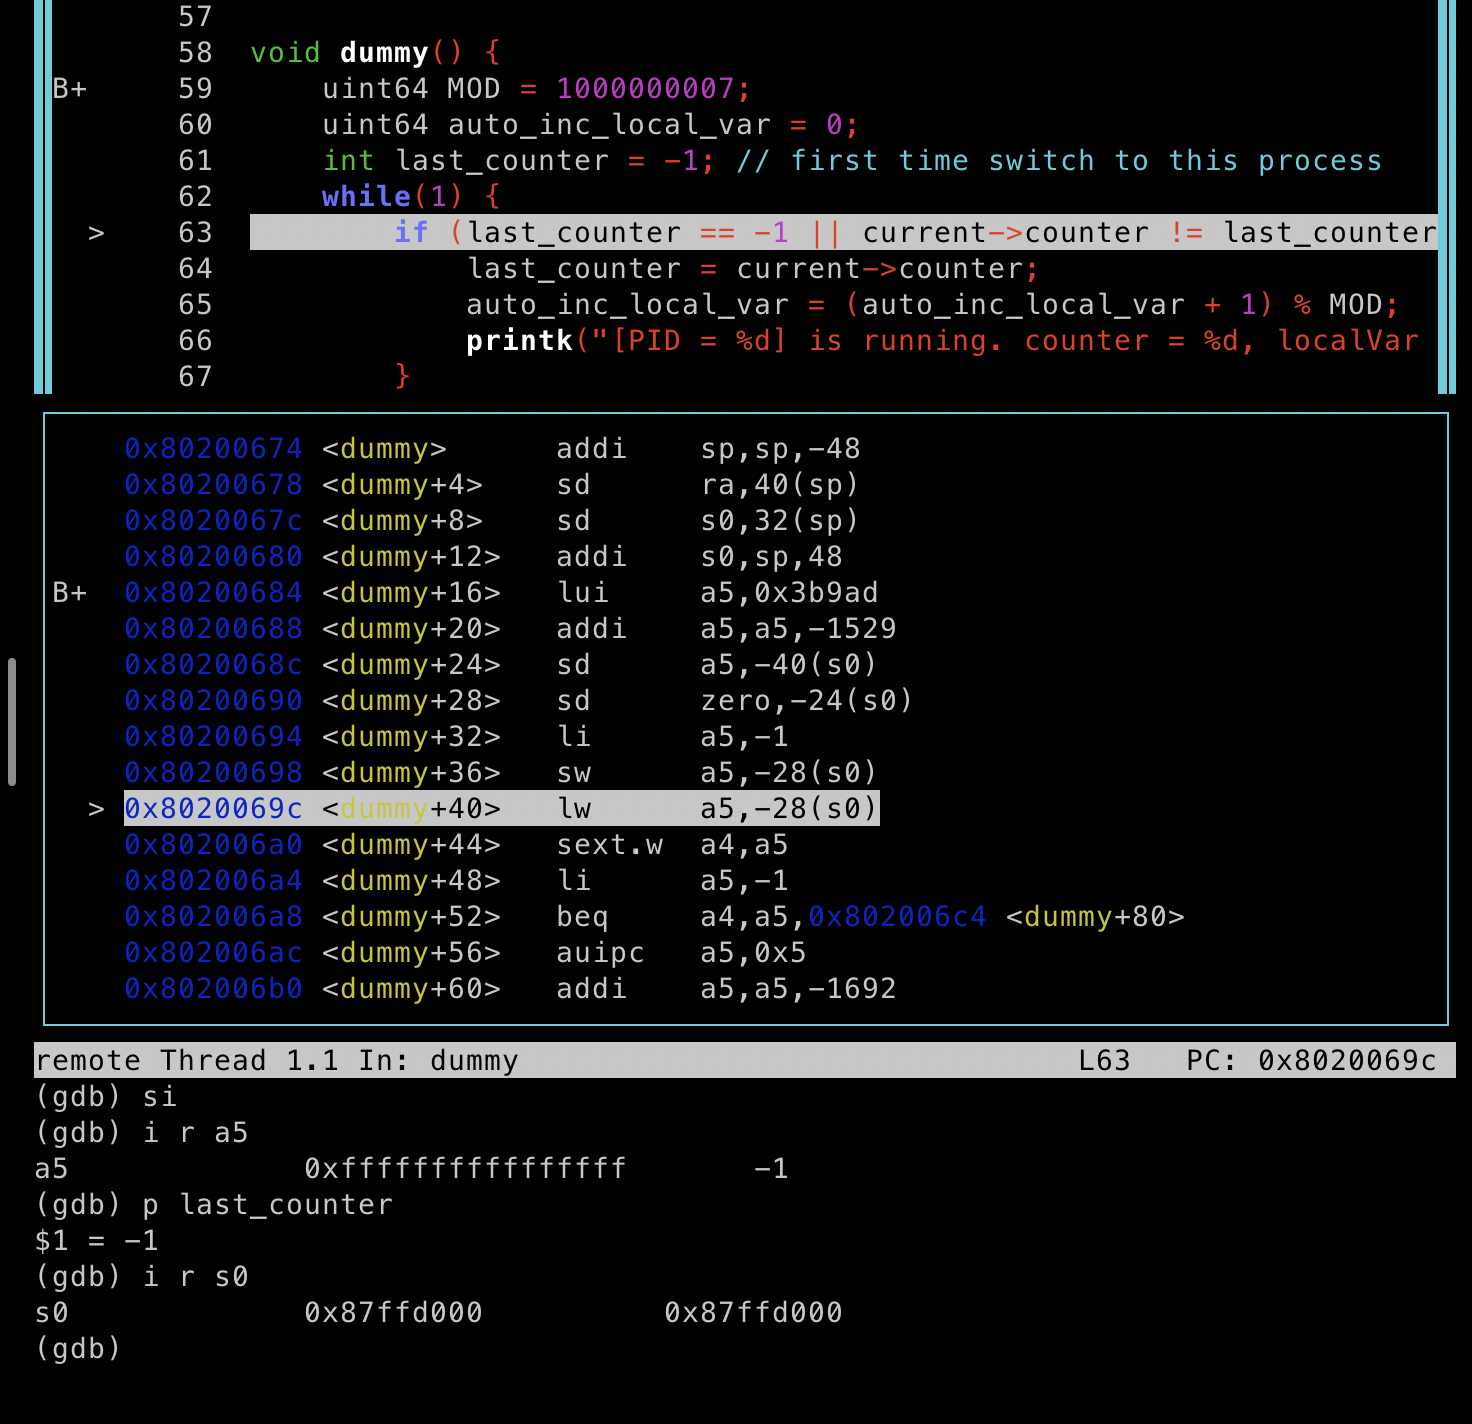 57
58 void dummy() {
B+ 59 uint64 MOD = 1000000007;
60 uint64 auto_inc_local_var = 0;
61 int last_counter = -1; // first time switch to this process
62 while(1) {
> 63 if (last_counter == -1 || current->counter != last_counter
64 last_counter = current->counter;
65 auto_inc_local_var = (auto_inc_local_var + 1) % MOD;
66 printk("[PID = %d] is running. counter = %d, localVar
67 }
0x80200674 <dummy> addi sp,sp,-48
0x80200678 <dummy+4> sd ra,40(sp)
0x8020067c <dummy+8> sd s0,32(sp)
0x80200680 <dummy+12> addi s0,sp,48
B+ 0x80200684 <dummy+16> lui a5,0x3b9ad
0x80200688 <dummy+20> addi a5,a5,-1529
0x8020068c <dummy+24> sd a5,-40(s0)
0x80200690 <dummy+28> sd zero,-24(s0)
0x80200694 <dummy+32> li a5,-1
0x80200698 <dummy+36> sw a5,-28(s0)
> 0x8020069c <dummy+40> lw a5,-28(s0)
0x802006a0 <dummy+44> sext.w a4,a5
0x802006a4 <dummy+48> li a5,-1
0x802006a8 <dummy+52> beq a4,a5,0x802006c4 <dummy+80>
0x802006ac <dummy+56> auipc a5,0x5
0x802006b0 <dummy+60> addi a5,a5,-1692
remote Thread 1.1 In: dummy L63 PC: 0x8020069c
(gdb) si
(gdb) i r a5
a5 0xffffffffffffffff -1
(gdb) p last_counter
$1 = -1
(gdb) i r s0
s0 0x87ffd000 0x87ffd000
(gdb)